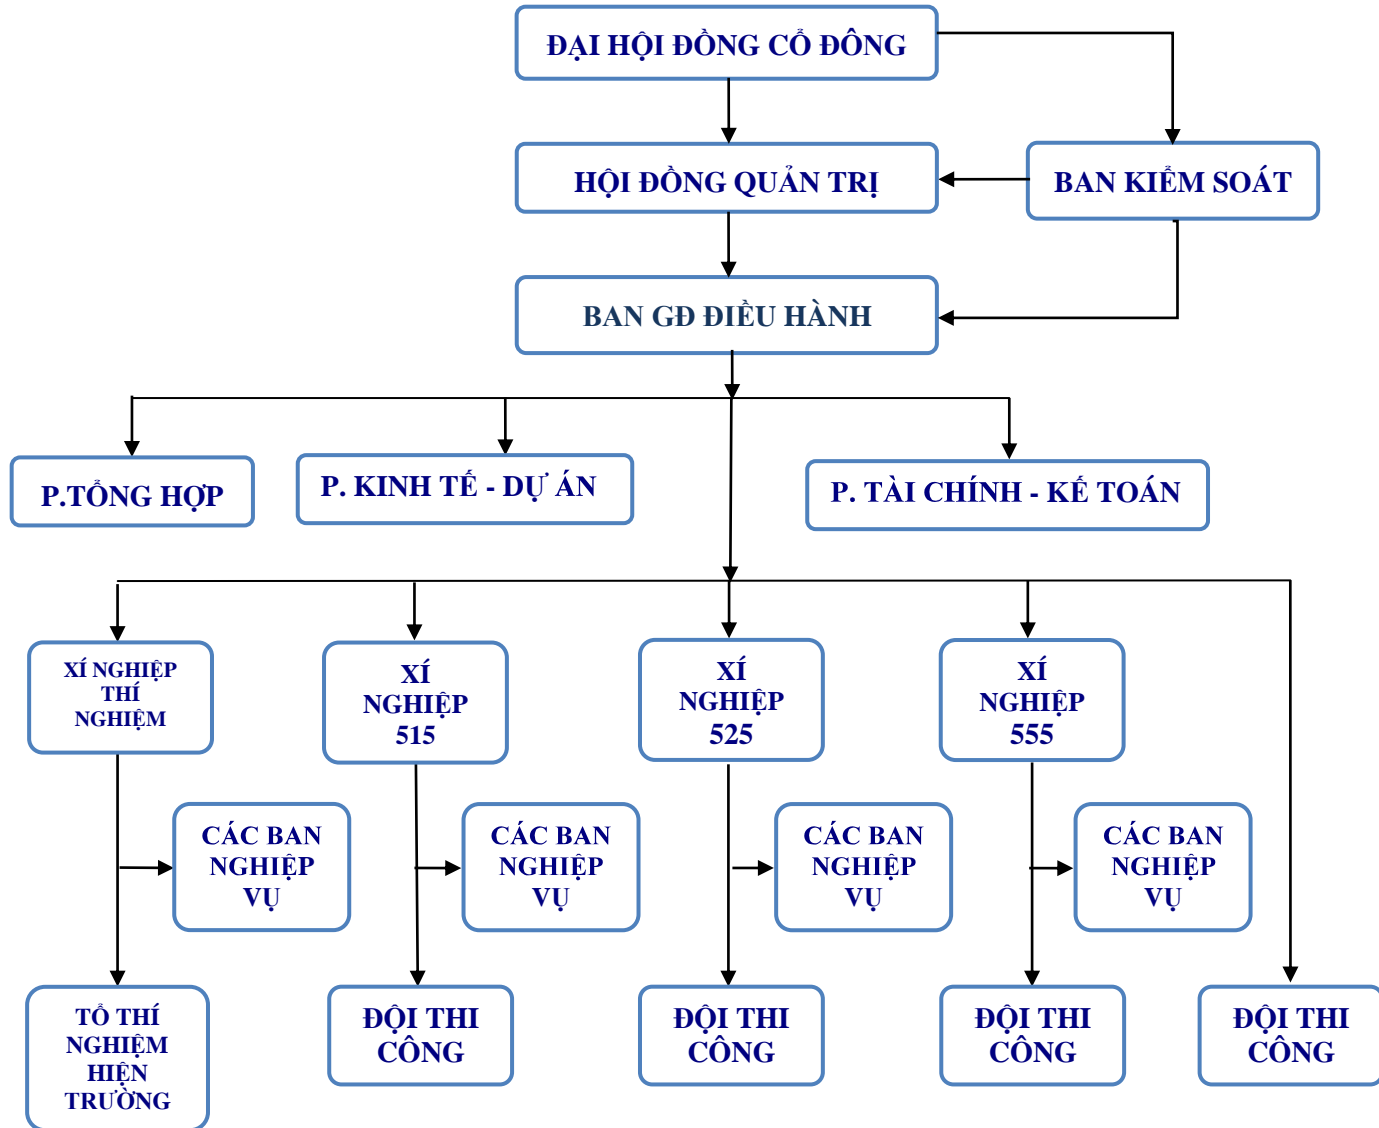 ĐẠI HỘI ĐỒNG CỔ ĐÔNG
HỘI ĐỒNG QUẢN TRỊ
BAN KIỂM SOÁT
BAN GĐ ĐIỀU HÀNH
P.TỔNG HỢP
P. KINH TẾ - DỰ ÁN
P. TÀI CHÍNH - KẾ TOÁN
XÍ NGHIỆP
THÍ
NGHIỆM
XÍ
NGHIỆP
515
XÍ
NGHIỆP
525
XÍ
NGHIỆP
555
CÁC BAN
NGHIỆP
VỤ
CÁC BAN
NGHIỆP
VỤ
CÁC BAN
NGHIỆP
VỤ
CÁC BAN
NGHIỆP
VỤ
TỔ THÍ
NGHIỆM
HIỆN
TRƯỜNG
ĐỘI THI
CÔNG
ĐỘI THI
CÔNG
ĐỘI THI
CÔNG
ĐỘI THI
CÔNG